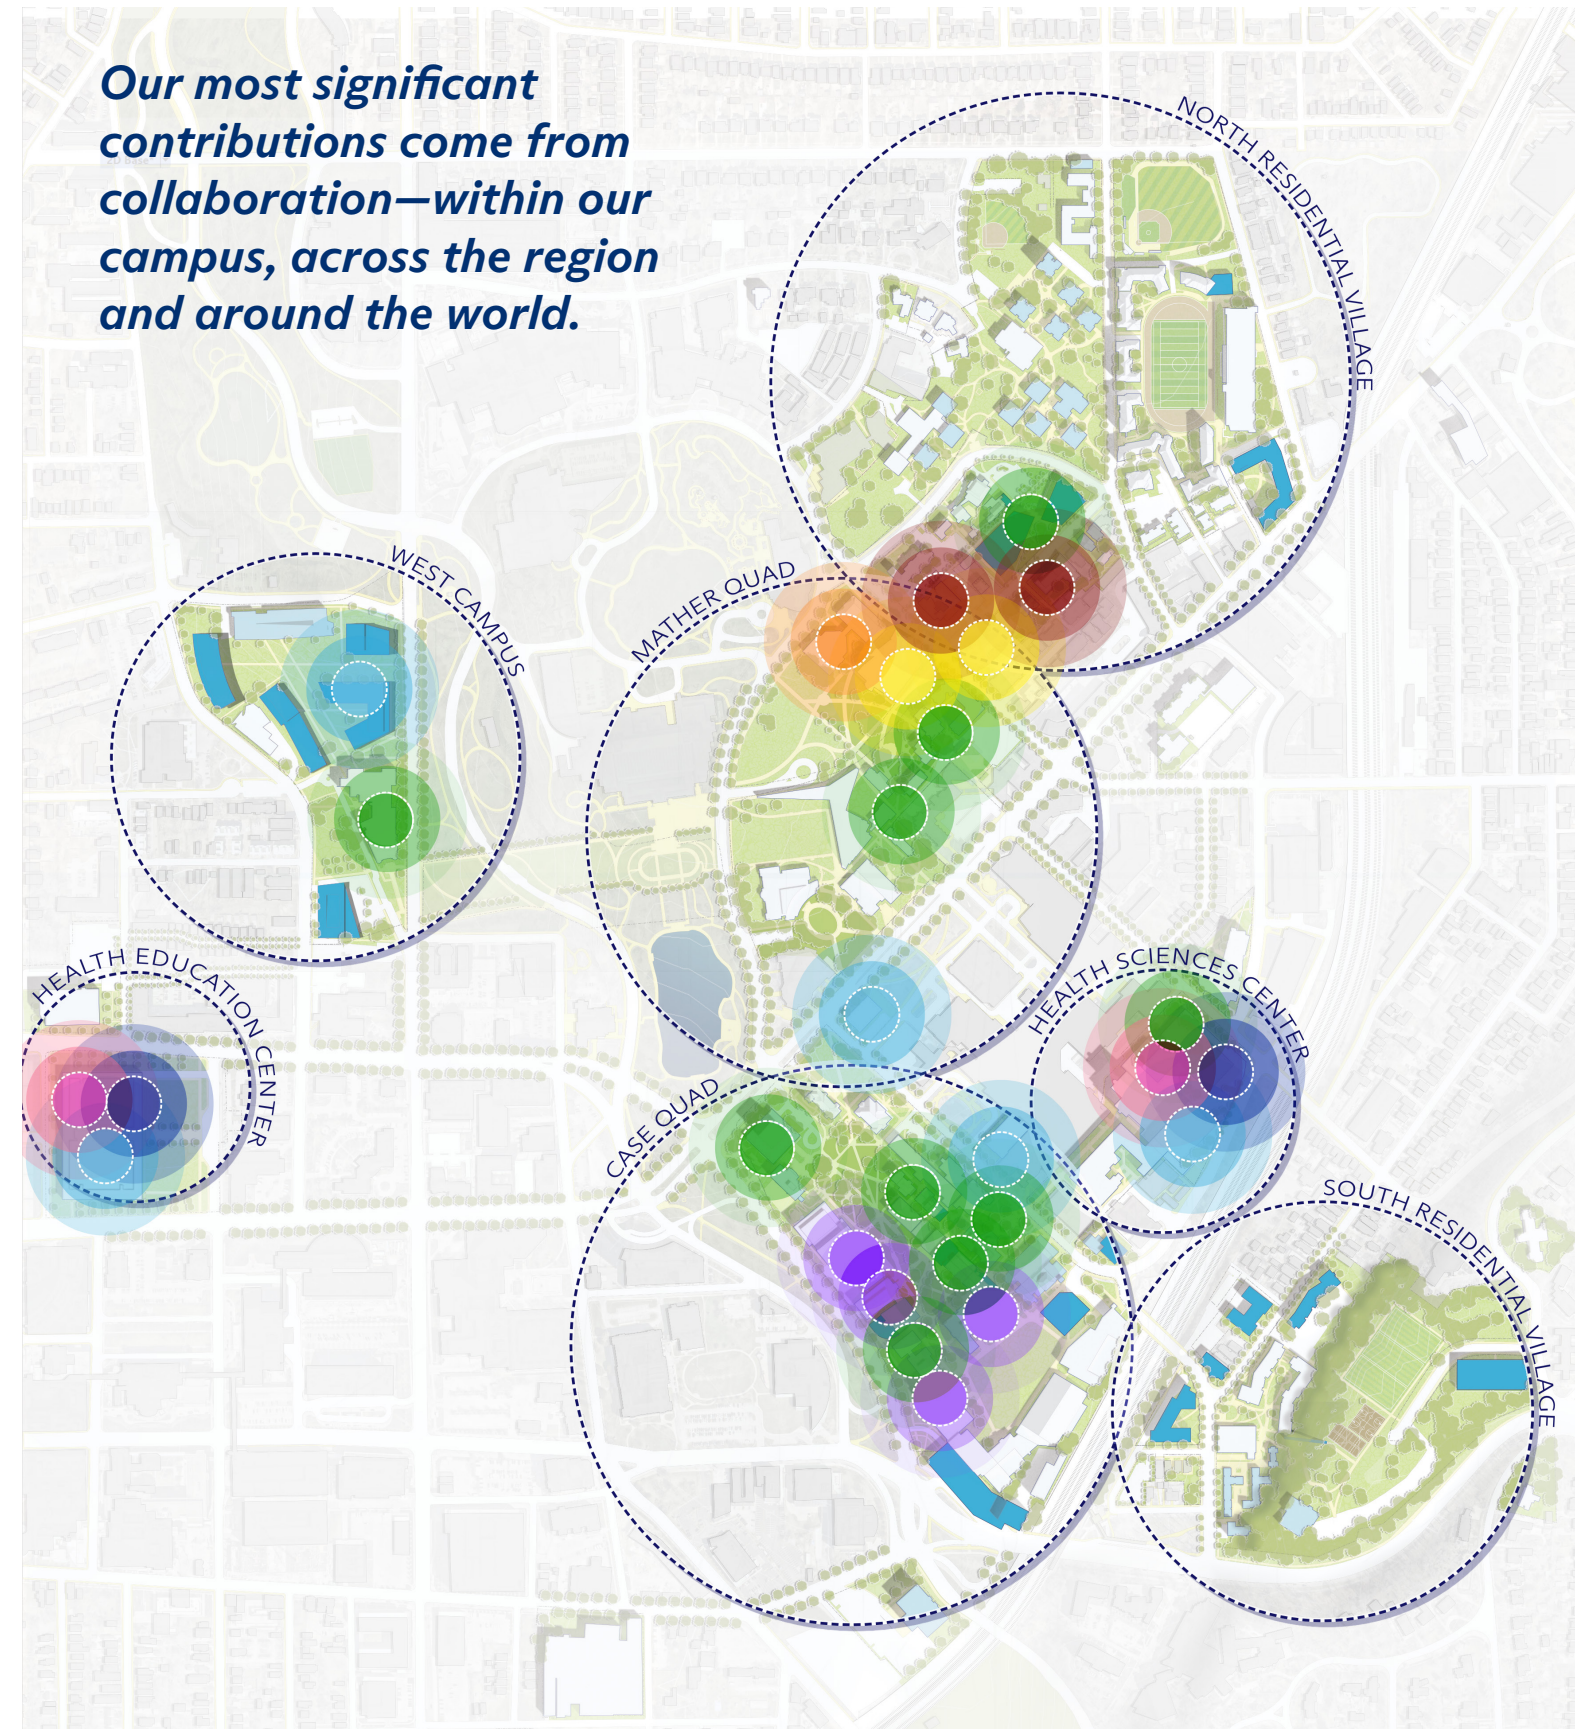 Our most significant
contributions come from
collaboration—within our
campus, across the region
and around the world.
NORTH RESIDENTIAL VILLAGE
WEST CAMPUS
MATHER QUAD
HEALTH EDUCATION CENTER
HEALTH SCIENCES CENTER
CASE QUAD
SOUTH RESIDENTIAL VILLAGE